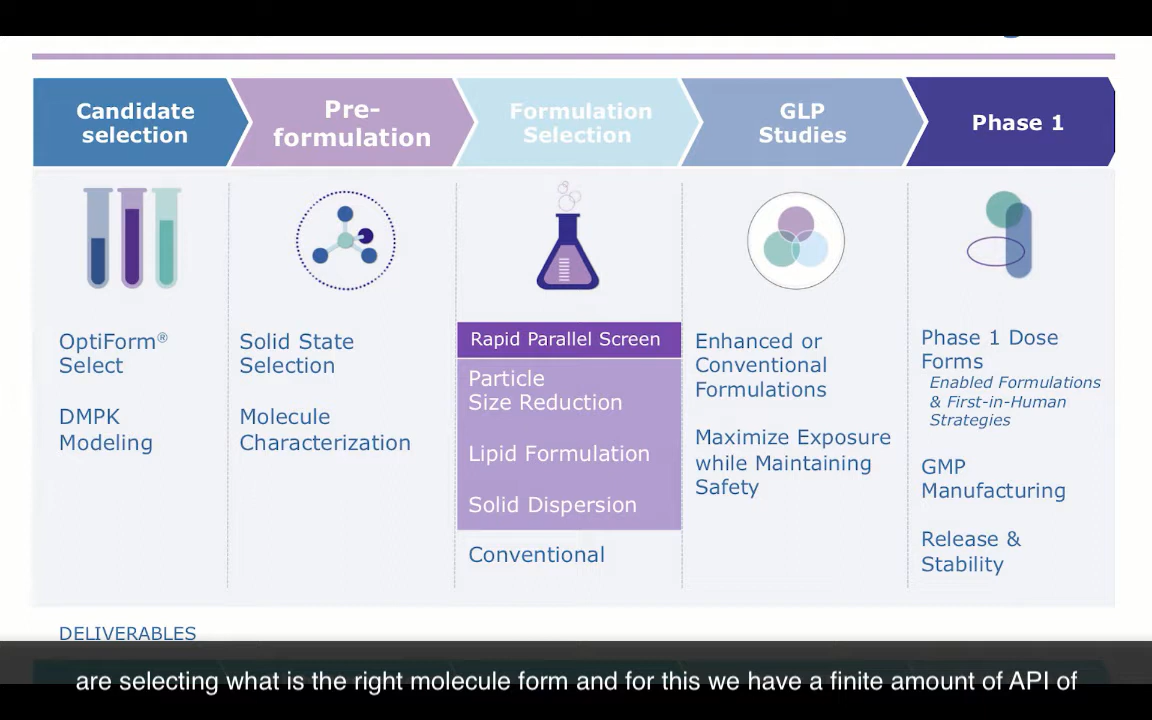 Candidate
selection
Pre-
formulation
Formulation
Selection
GLP
Studies
Phase 1
OptiForm®
Select
DMPK
Modeling
Solid State
Selection
Molecule
Characterization
Rapid Parallel Screen
Particle
Size Reduction
Lipid Formulation
Solid Dispersion
Conventional
Enhanced or
Conventional
Formulations
Maximize Exposure
while Maintaining
Safety
Phase 1 Dose
Forms
Enabled Formulations
& First-in-Human
Strategies
GMP
Manufacturing
Release &
Stability
DELIVERABLES
are selecting what is the right molecule form and for this we have a finite amount of API of